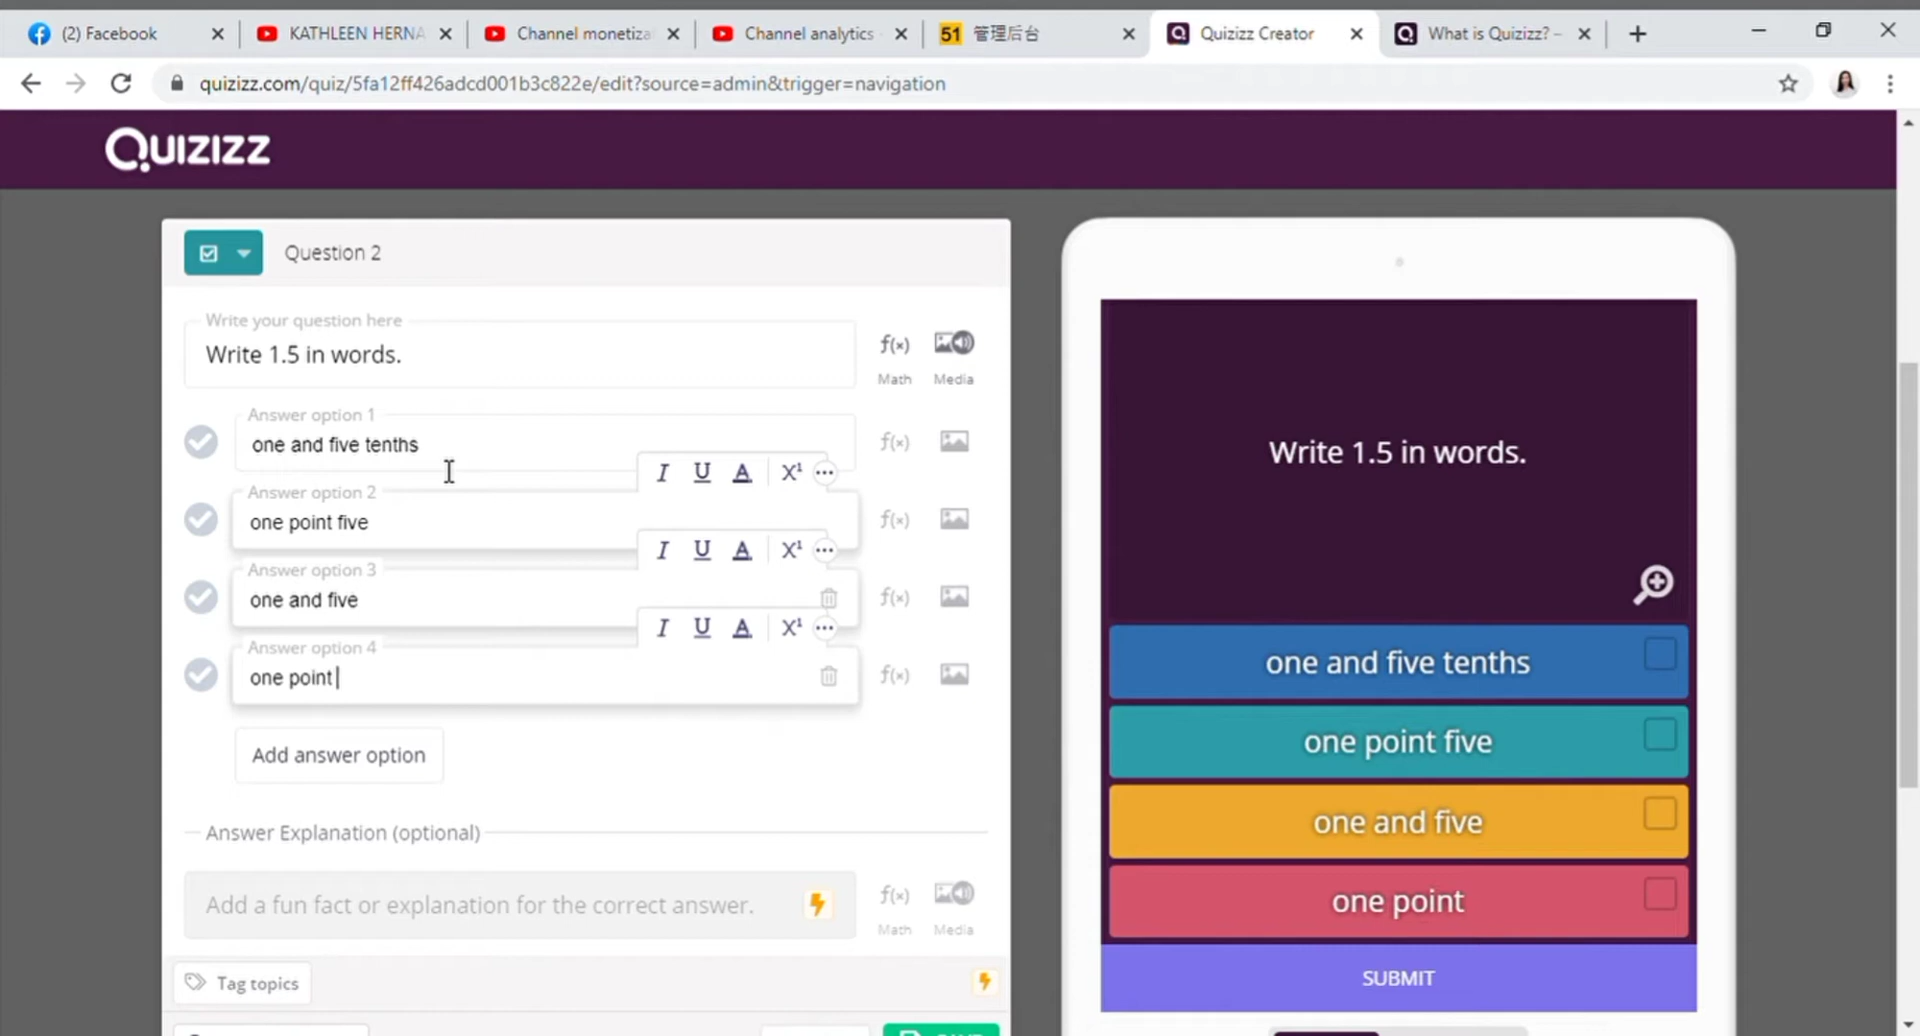 (2) Facebook
KATHLEEN HERNA
Channel monetiza
Channel analytics
51 管理后台
Quizizz Creator
What is Quizizz? –
quizizz.com/quiz/5fa12ff426adcd001b3c822e/edit?source=admin&trigger=navigation
Quizizz
Question 2
Write your question here
Write 1.5 in words.
f(x)
Math
Media
Answer option 1
one and five tenths
f(x)
I U A X¹
Answer option 2
one point five
f(x)
I U A X¹
Answer option 3
one and five
f(x)
I U A X¹
Answer option 4
one point
f(x)
Add answer option
Answer Explanation (optional)
Add a fun fact or explanation for the correct answer.
f(x)
Math
Media
Tag topics
Write 1.5 in words.
one and five tenths
one point five
one and five
one point
SUBMIT